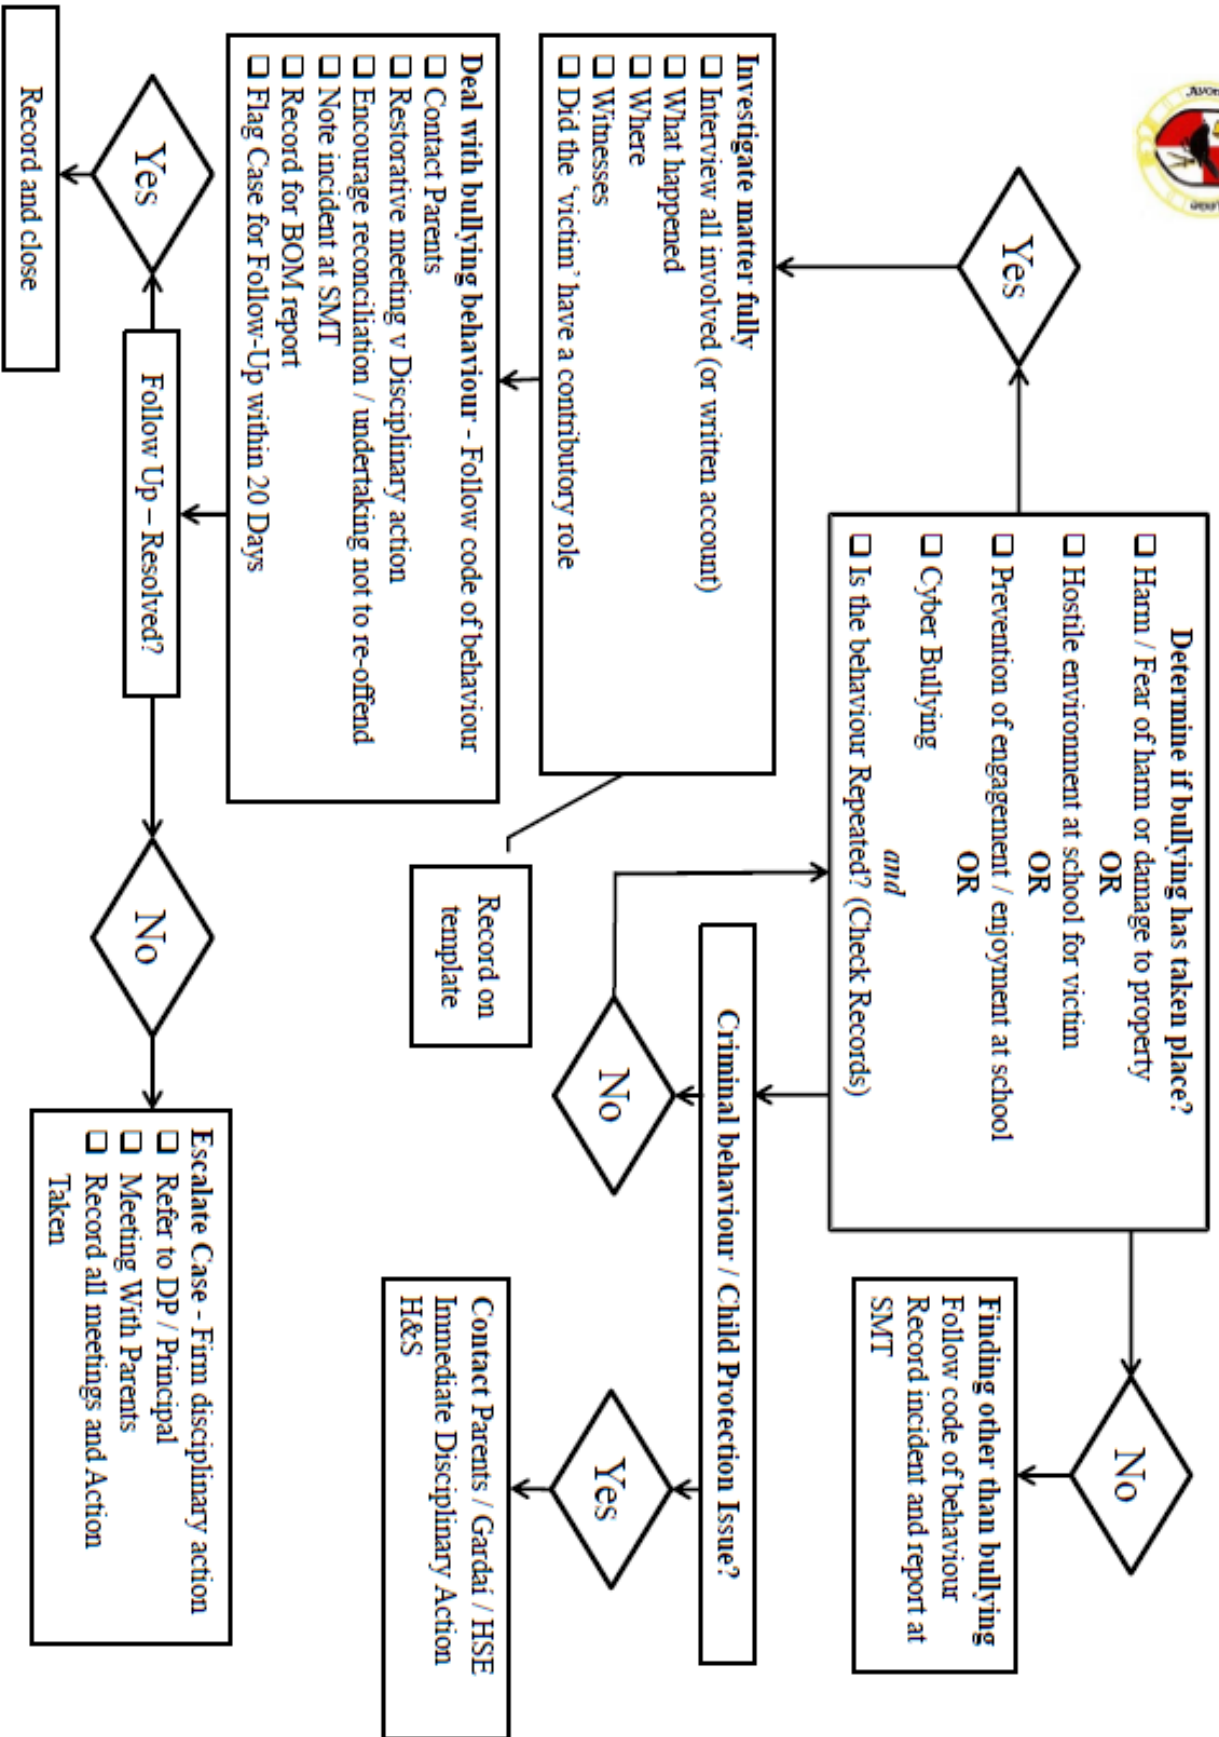 Avon
Determine if bullying has taken place?
❑ Harm / Fear of harm or damage to property
OR
❑ Hostile environment at school for victim
OR
❑ Prevention of engagement / enjoyment at school
OR
❑ Cyber Bullying
and
❑ Is the behaviour Repeated? (Check Records)
Yes
No
Finding other than bullying
Follow code of behaviour
Record incident and report at
SMT
Investigate matter fully
❑ Interview all involved (or written account)
❑ What happened
❑ Where
❑ Witnesses
❑ Did the ‘victim’ have a contributory role
Criminal behaviour / Child Protection Issue?
No
Yes
Record on
template
Contact Parents / Gardaí / HSE
Immediate Disciplinary Action
H&S
Deal with bullying behaviour - Follow code of behaviour
❑ Contact Parents
❑ Restorative meeting v Disciplinary action
❑ Encourage reconciliation / undertaking not to re-offend
❑ Note incident at SMT
❑ Record for BOM report
❑ Flag Case for Follow-Up within 20 Days
Yes
Follow Up – Resolved?
No
Record and close
Escalate Case - Firm disciplinary action
❑ Refer to DP / Principal
❑ Meeting With Parents
❑ Record all meetings and Action
Taken